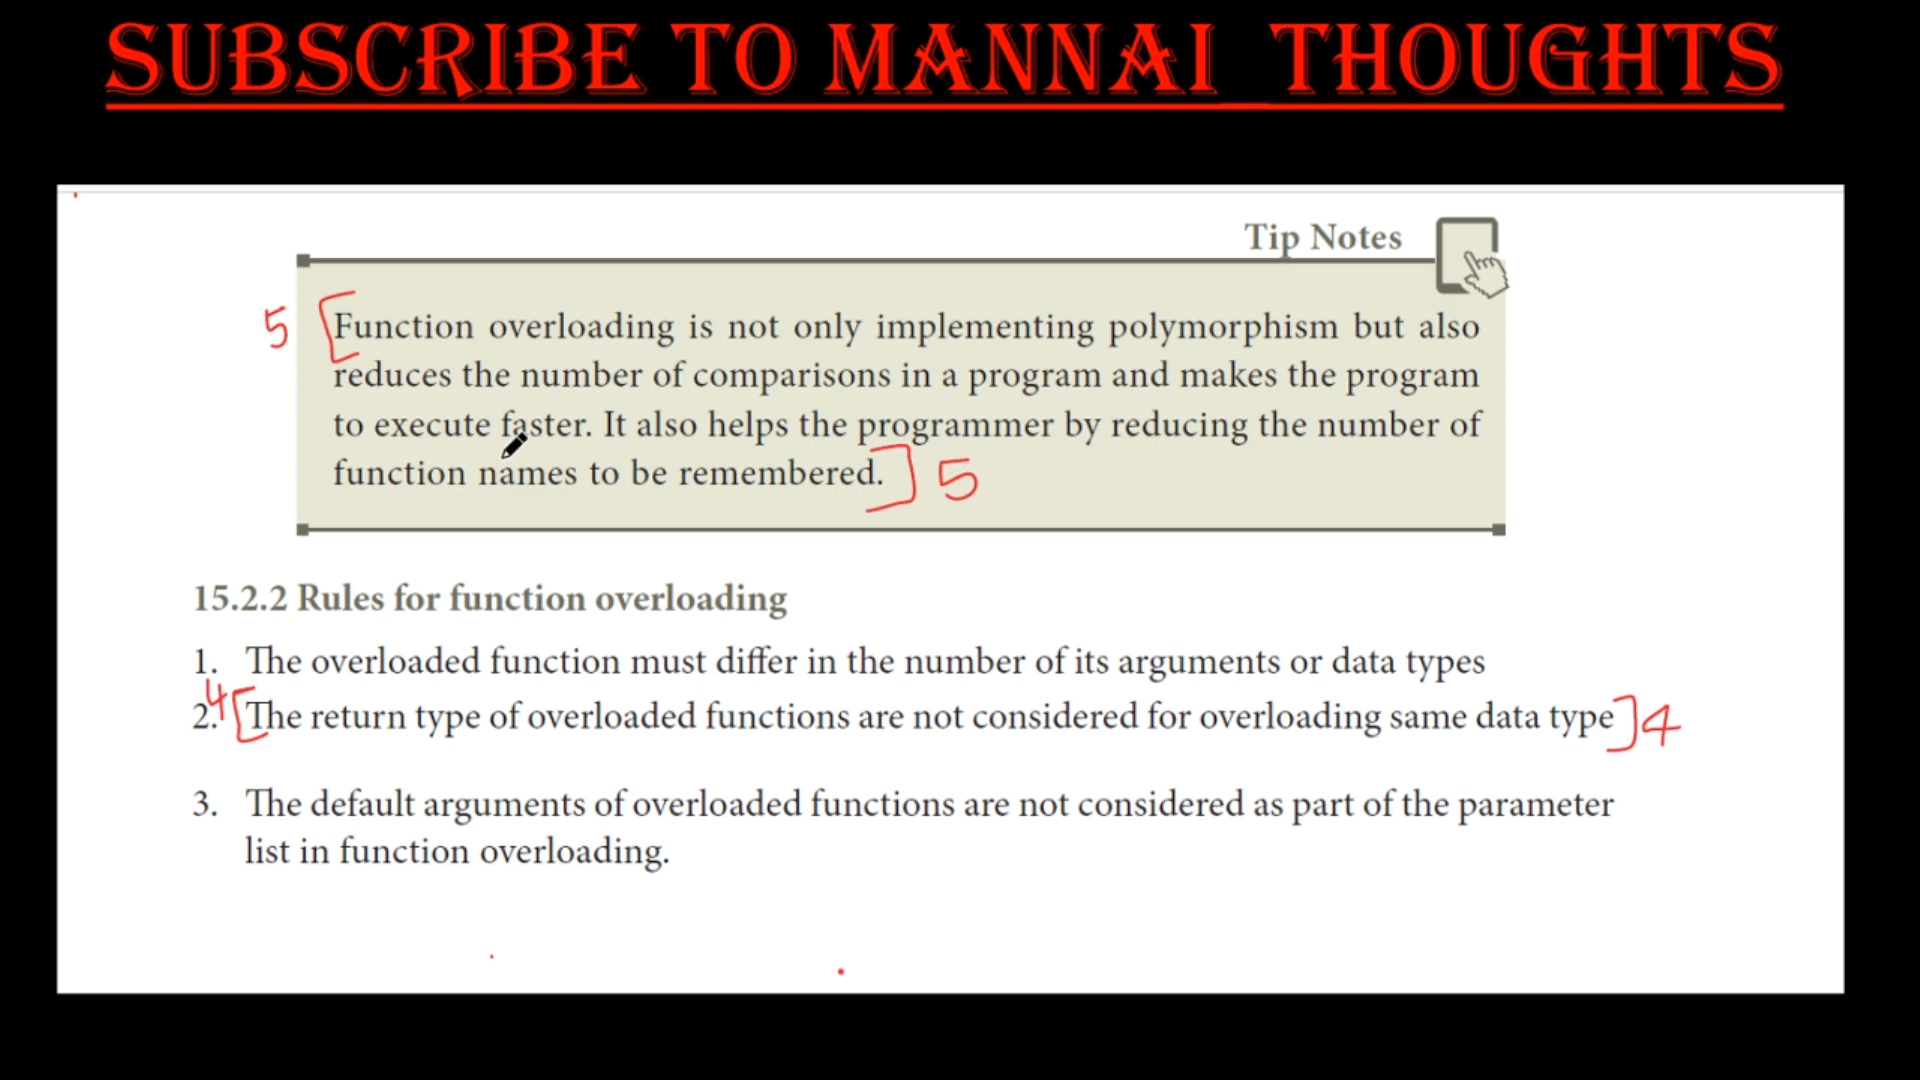 SUBSCRIBE TO MANNAI THOUGHTS
Tip Notes
5 [Function overloading is not only implementing polymorphism but also
reduces the number of comparisons in a program and makes the program
to execute faster. It also helps the programmer by reducing the number of
function names to be remembered.] 5
15.2.2 Rules for function overloading
1. The overloaded function must differ in the number of its arguments or data types
2. 4 [The return type of overloaded functions are not considered for overloading same data type] 4
3. The default arguments of overloaded functions are not considered as part of the parameter
list in function overloading.